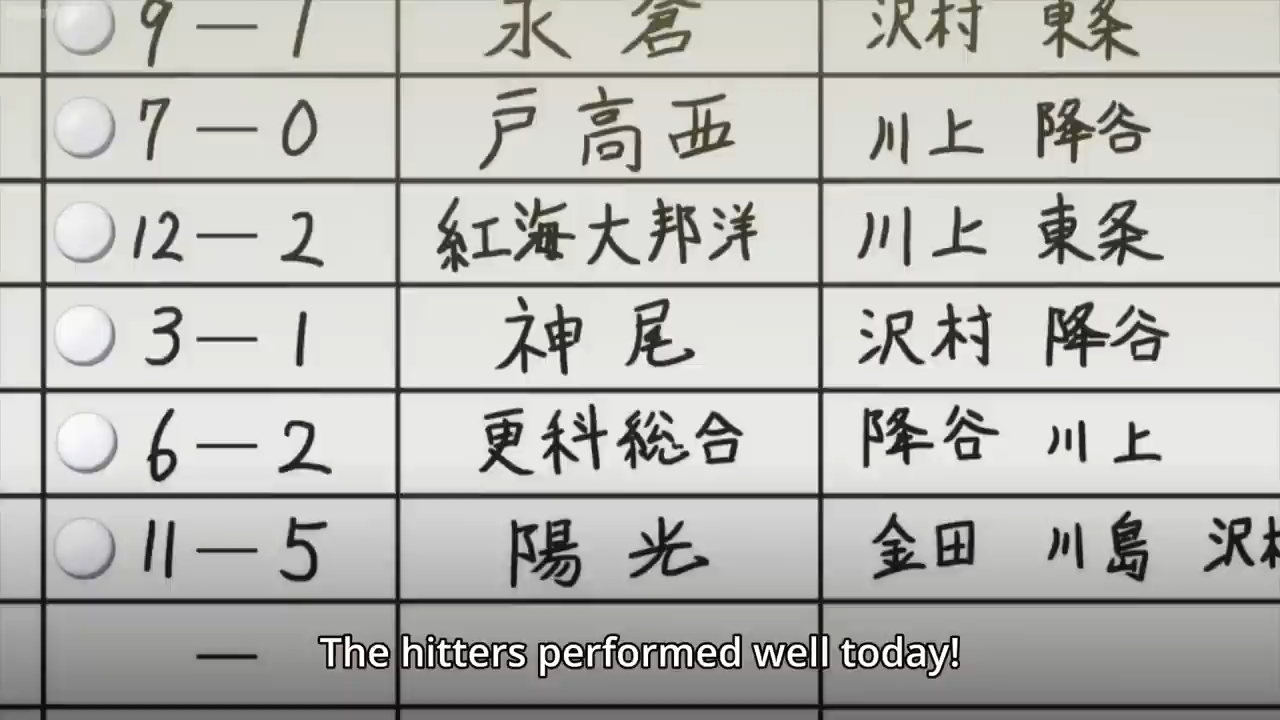 9 — 1 永倉 沢村 東条
7 — 0 戸高西 川上 降谷
12 — 2 紅海大邦洋 川上 東条
3 — 1 神尾 沢村 降谷
6 — 2 更科総合 降谷 川上
11 — 5 陽光 金田 川島 沢村
—
The hitters performed well today!